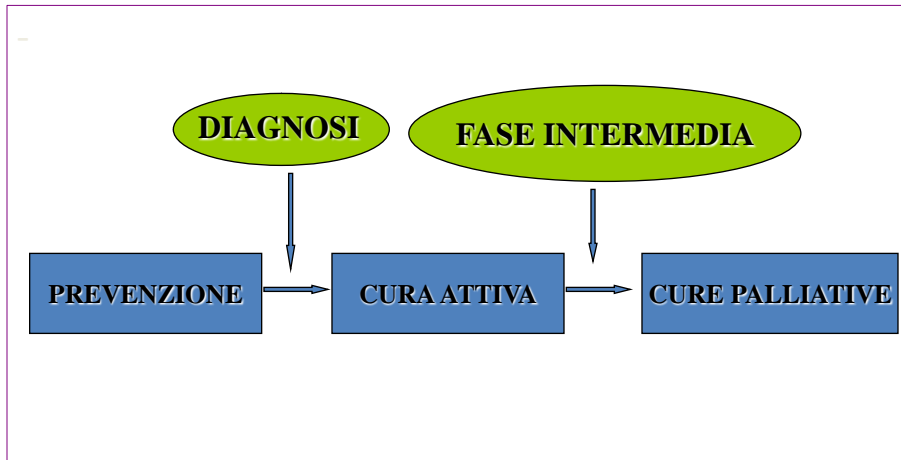 DIAGNOSI
FASE INTERMEDIA
PREVENZIONE
CURA ATTIVA
CURE PALLIATIVE